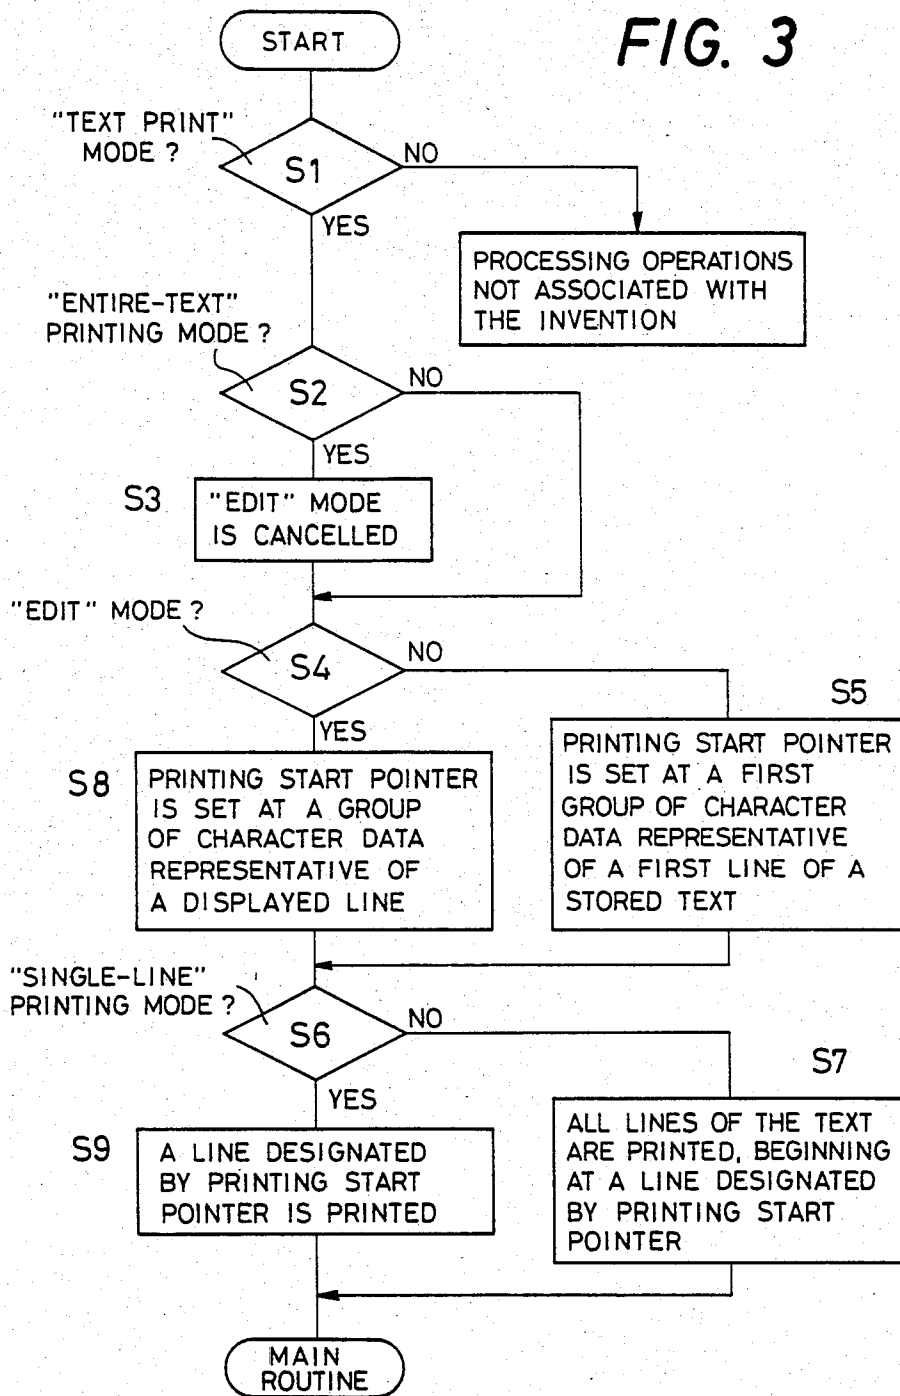 FIG. 3
START
"TEXT PRINT"
MODE ?
S1
NO
YES
PROCESSING OPERATIONS
NOT ASSOCIATED WITH
THE INVENTION
"ENTIRE-TEXT"
PRINTING MODE ?
S2
NO
YES
S3
"EDIT" MODE
IS CANCELLED
"EDIT" MODE ?
S4
NO
YES
S5
PRINTING START POINTER
IS SET AT A FIRST
GROUP OF CHARACTER
DATA REPRESENTATIVE
OF A FIRST LINE OF A
STORED TEXT
S8
PRINTING START POINTER
IS SET AT A GROUP
OF CHARACTER DATA
REPRESENTATIVE OF
A DISPLAYED LINE
"SINGLE-LINE"
PRINTING MODE ?
S6
NO
YES
S7
ALL LINES OF THE TEXT
ARE PRINTED, BEGINNING
AT A LINE DESIGNATED
BY PRINTING START
POINTER
S9
A LINE DESIGNATED
BY PRINTING START
POINTER IS PRINTED
MAIN
ROUTINE